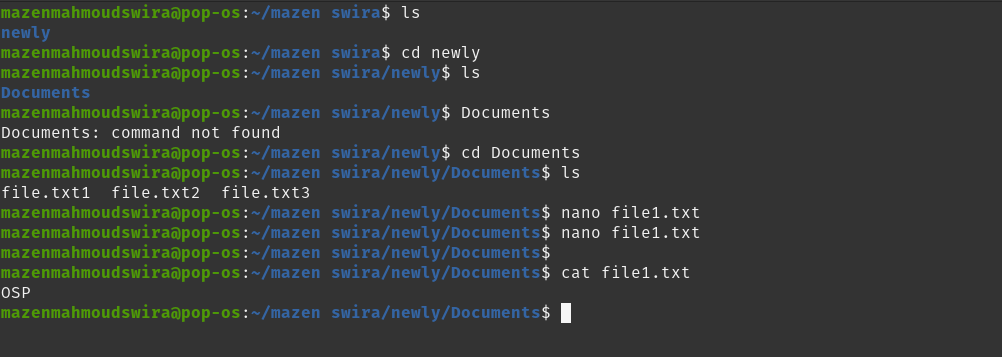 mazenmahmoudswira@pop-os:~/mazen swira$ ls
newly
mazenmahmoudswira@pop-os:~/mazen swira$ cd newly
mazenmahmoudswira@pop-os:~/mazen swira/newly$ ls
Documents
mazenmahmoudswira@pop-os:~/mazen swira/newly$ Documents
Documents: command not found
mazenmahmoudswira@pop-os:~/mazen swira/newly$ cd Documents
mazenmahmoudswira@pop-os:~/mazen swira/newly/Documents$ ls
file.txt1  file.txt2  file.txt3
mazenmahmoudswira@pop-os:~/mazen swira/newly/Documents$ nano file1.txt
mazenmahmoudswira@pop-os:~/mazen swira/newly/Documents$ nano file1.txt
mazenmahmoudswira@pop-os:~/mazen swira/newly/Documents$
mazenmahmoudswira@pop-os:~/mazen swira/newly/Documents$ cat file1.txt
OSP
mazenmahmoudswira@pop-os:~/mazen swira/newly/Documents$